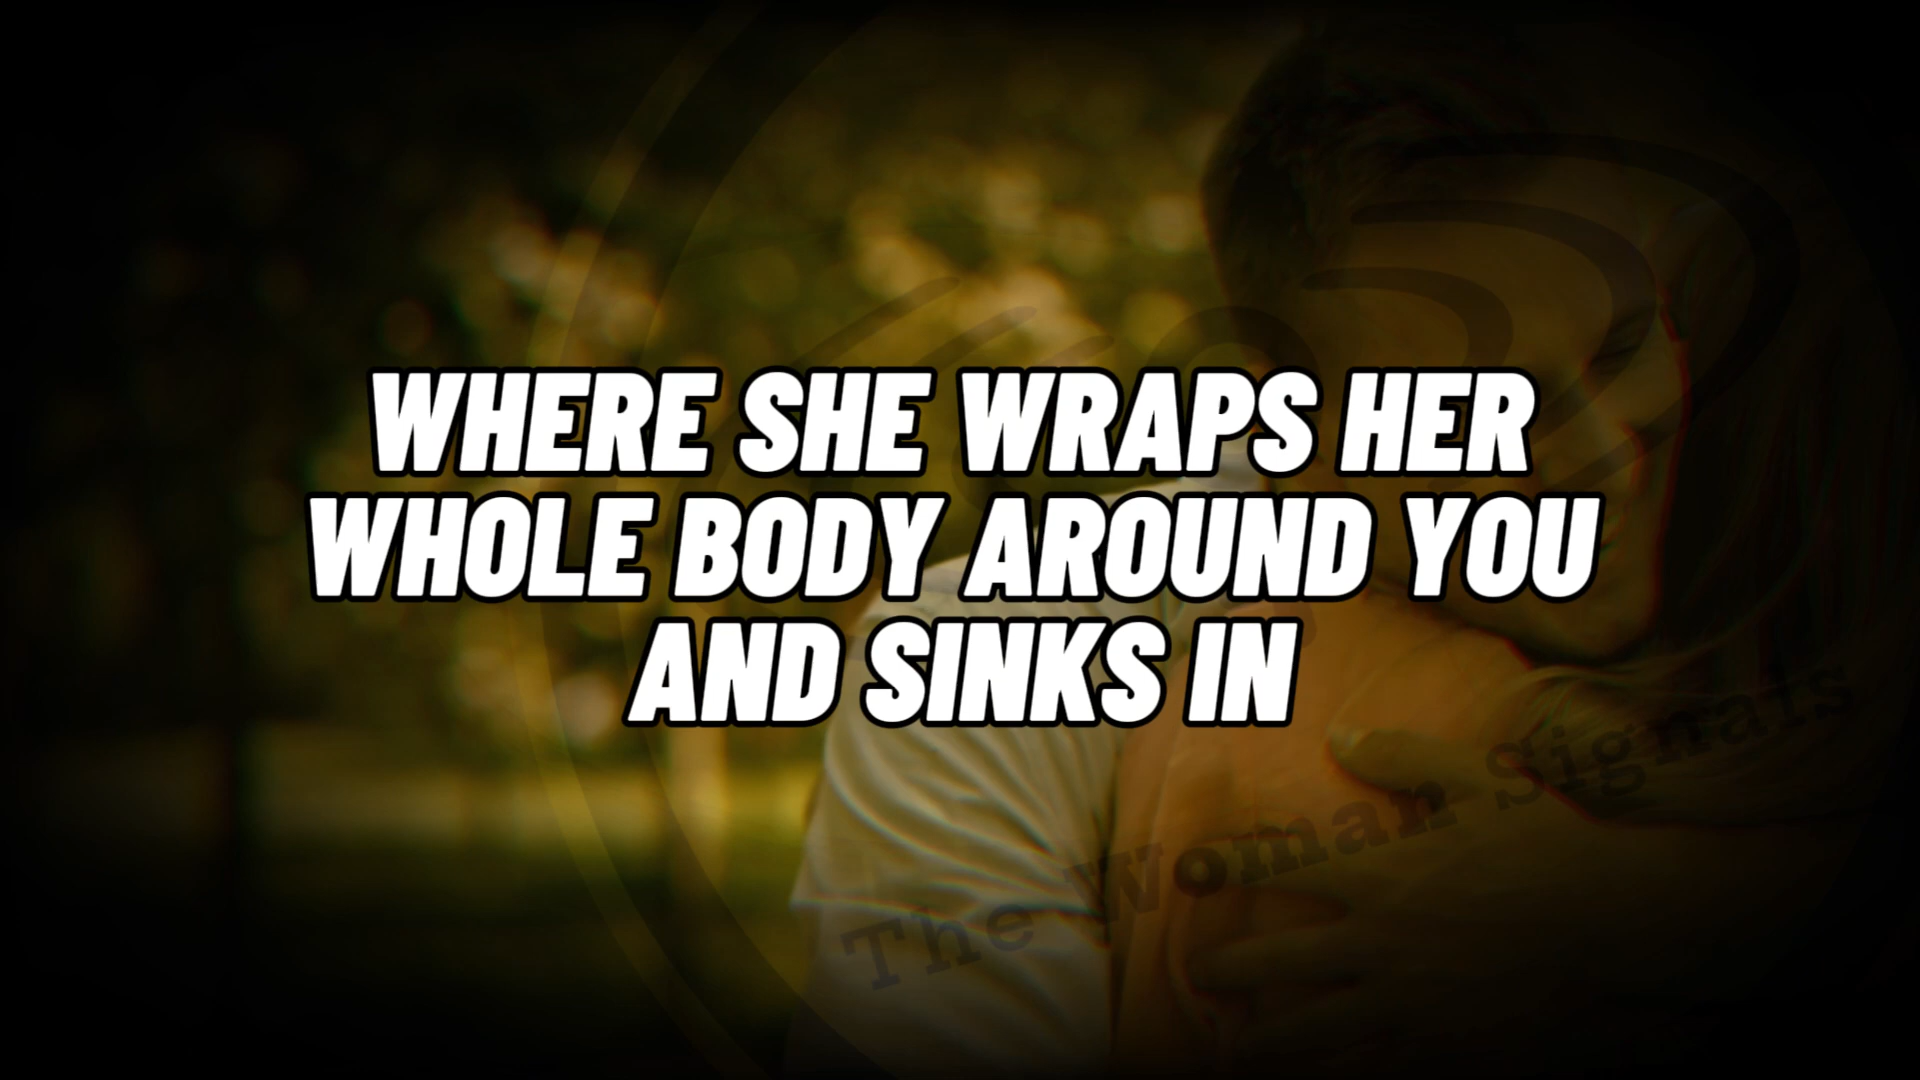 WHERE SHE WRAPS HER
WHOLE BODY AROUND YOU
AND SINKS IN
The Woman Signals